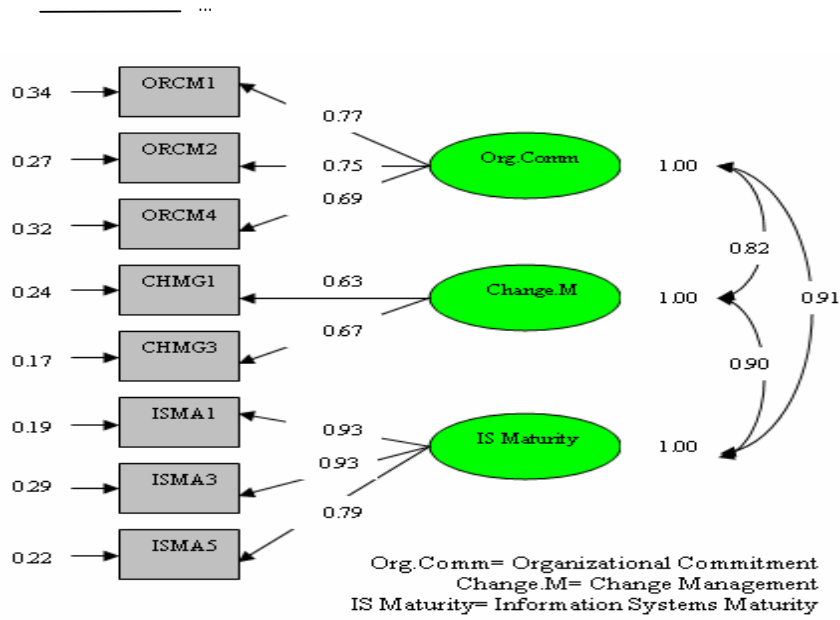 ...
0.34 ORCM1
0.77
0.27 ORCM2 0.75 Org.Comm 1.00
0.69
0.32 ORCM4
0.82
0.24 CHMG1 0.63 Change.M 1.00 0.91
0.67
0.17 CHMG3
0.90
0.19 ISMA1
0.93 IS Maturity 1.00
0.93
0.29 ISMA3
0.79
0.22 ISMA5
Org.Comm= Organizational Commitment
Change.M= Change Management
IS Maturity= Information Systems Maturity